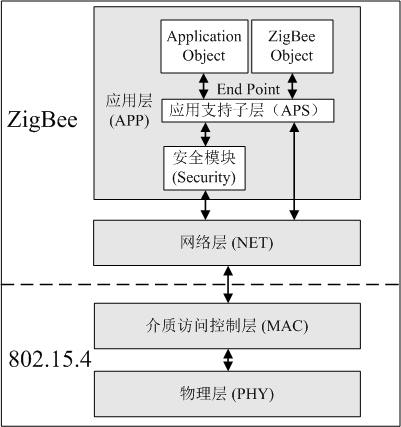 Application
Object
ZigBee
Object
End Point
应用层
(APP)
应用支持子层（APS）
ZigBee
安全模块
(Security)
网络层 (NET)
介质访问控制层 (MAC)
802.15.4
物理层 (PHY)